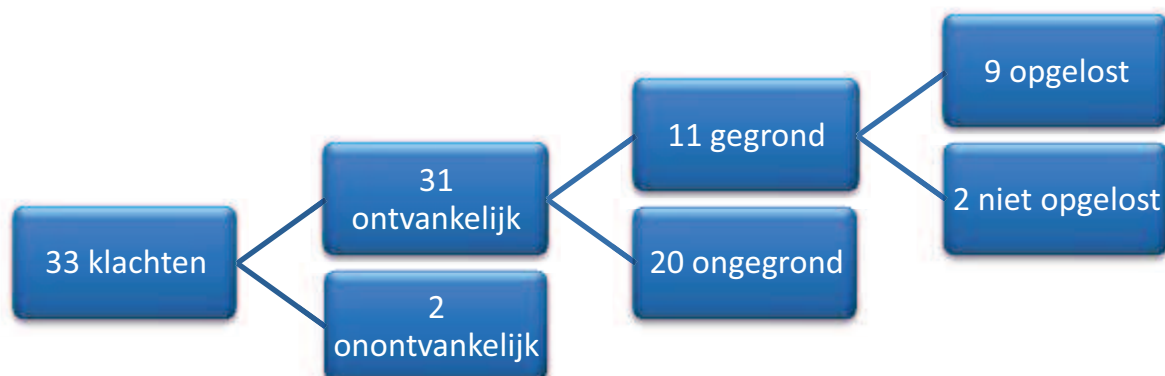 33 klachten
31
ontvankelijk
2
onontvankelijk
11 gegrond
20 ongegrond
9 opgelost
2 niet opgelost